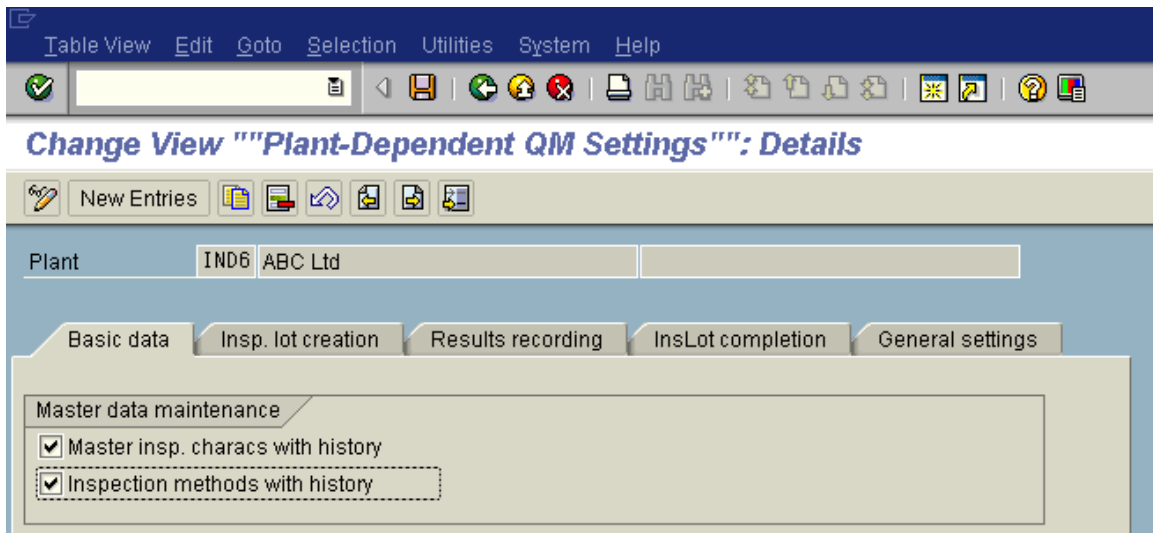 Table View Edit Goto Selection Utilities System Help
Change View ""Plant-Dependent QM Settings"": Details
New Entries
Plant IND6 ABC Ltd
Basic data Insp. lot creation Results recording InsLot completion General settings
Master data maintenance
Master insp. characs with history
Inspection methods with history